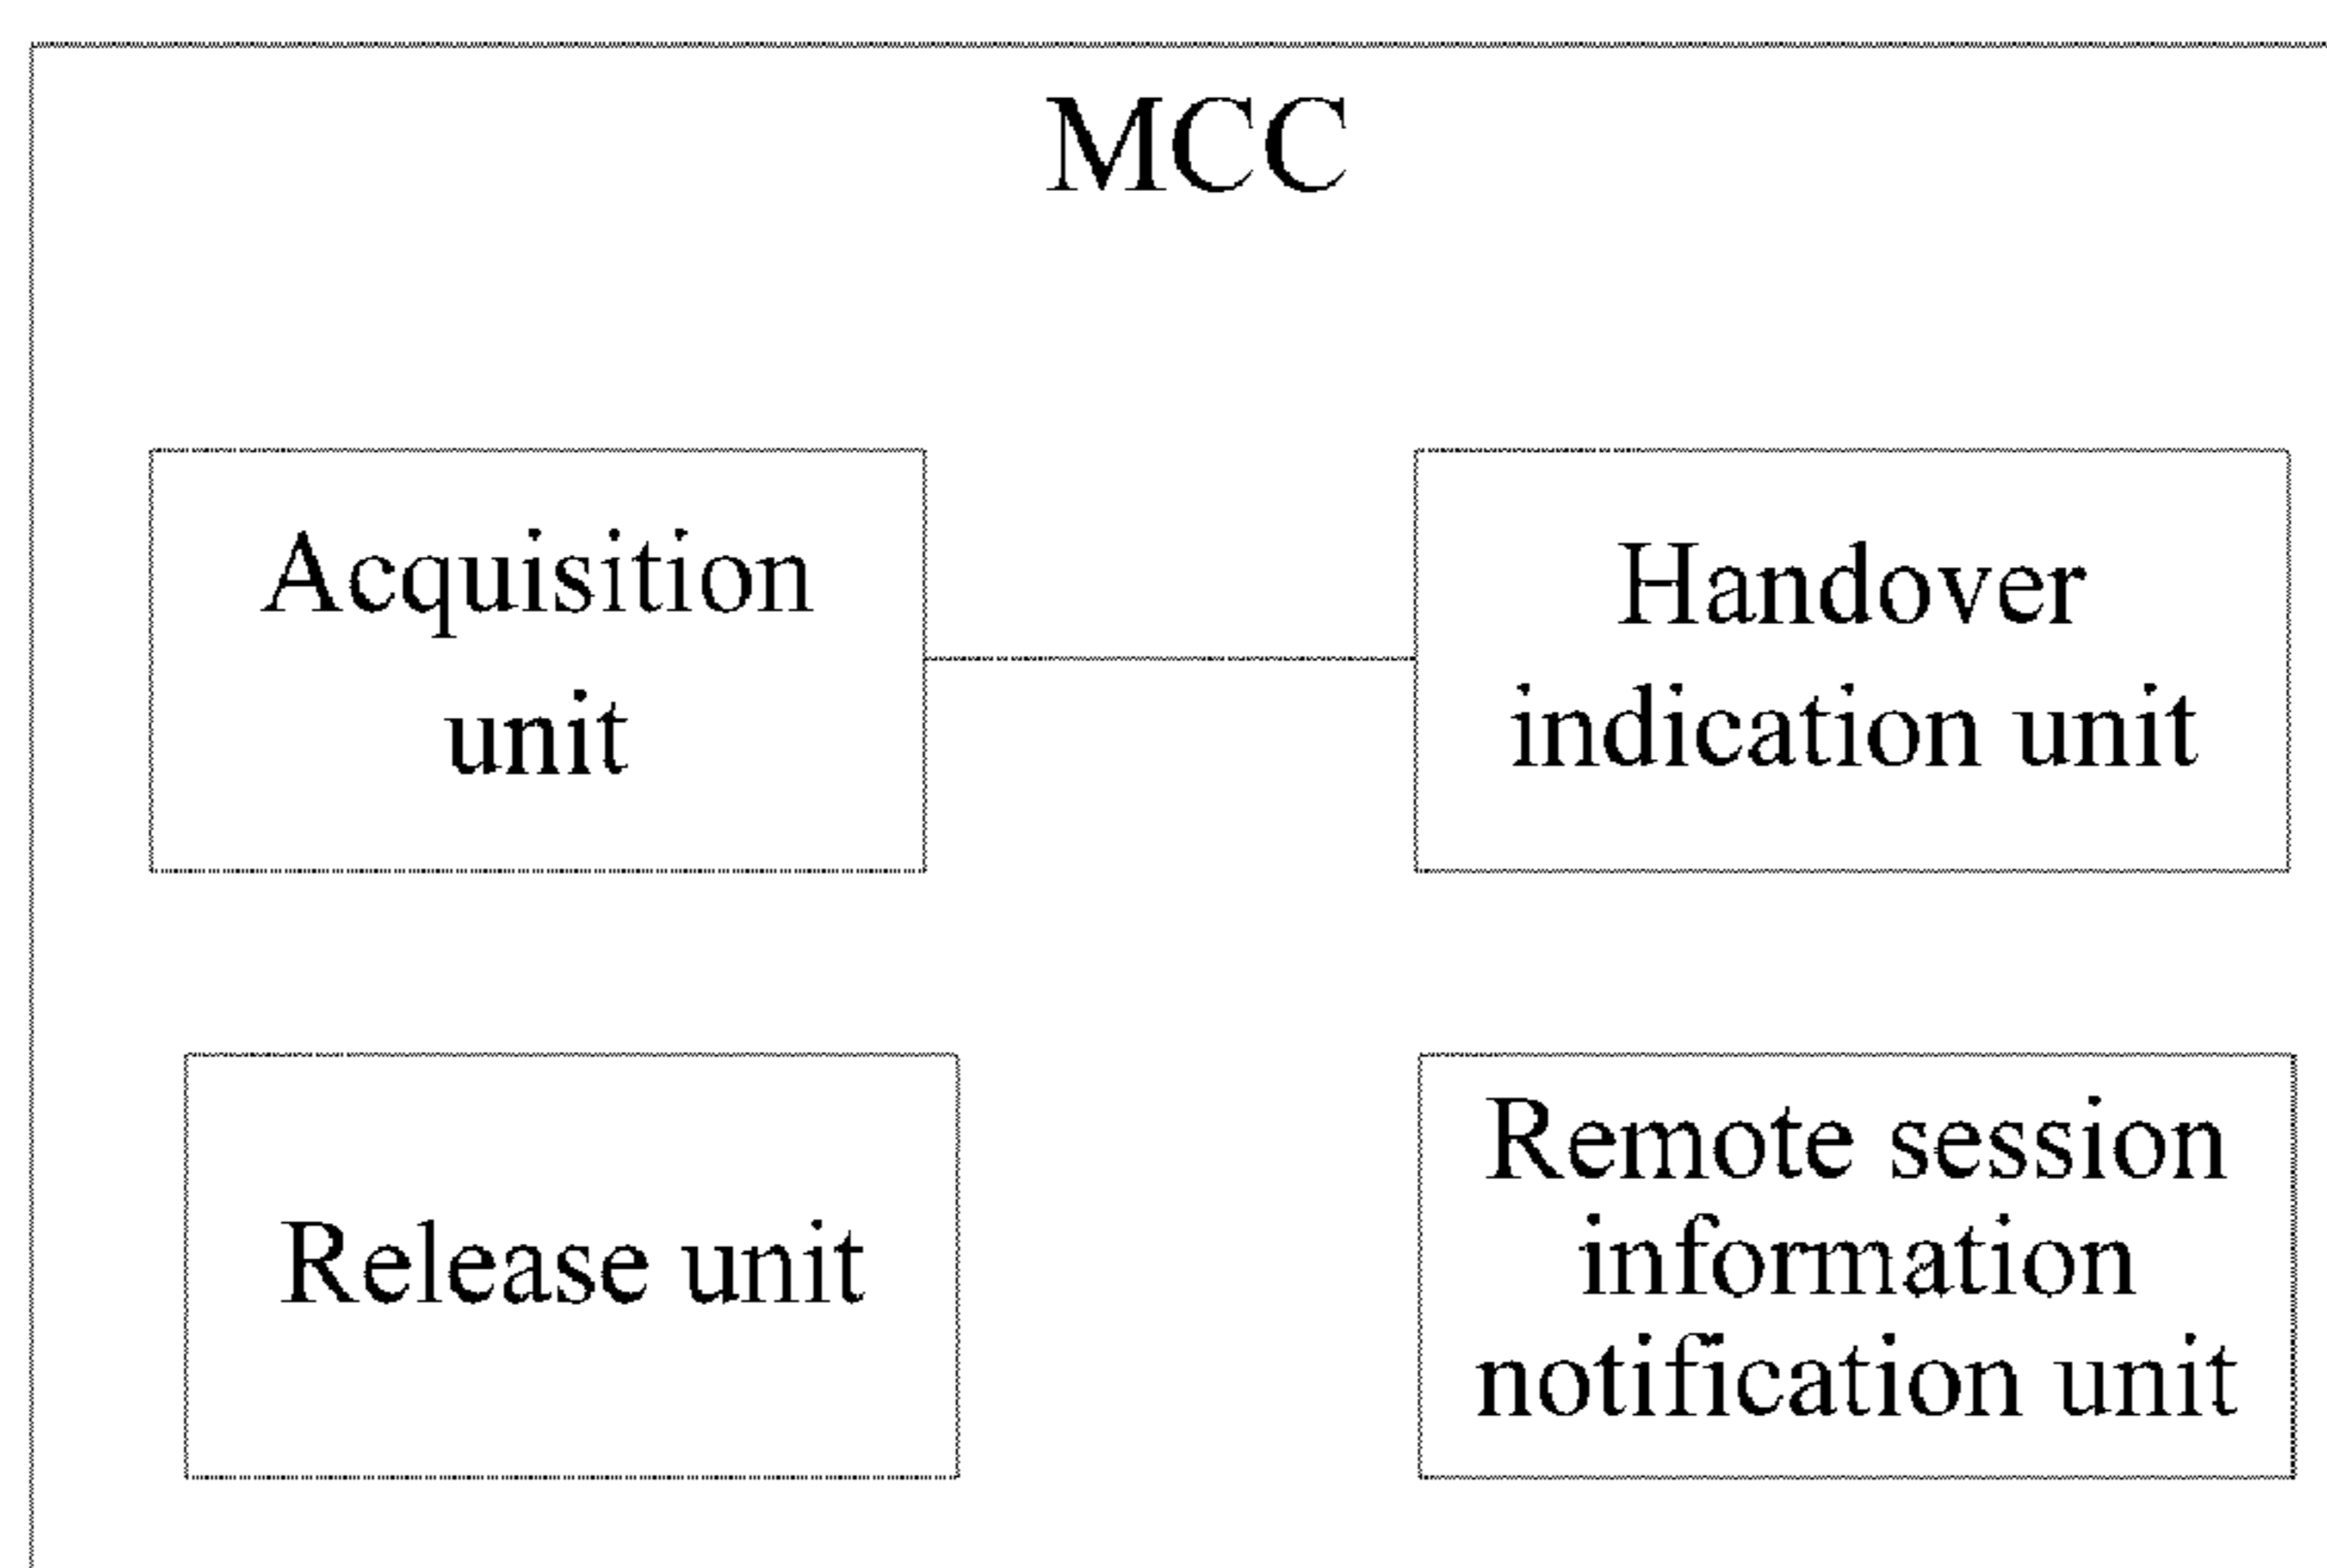 MCC
Acquisition
unit
Handover
indication unit
Release unit
Remote session
information
notification unit